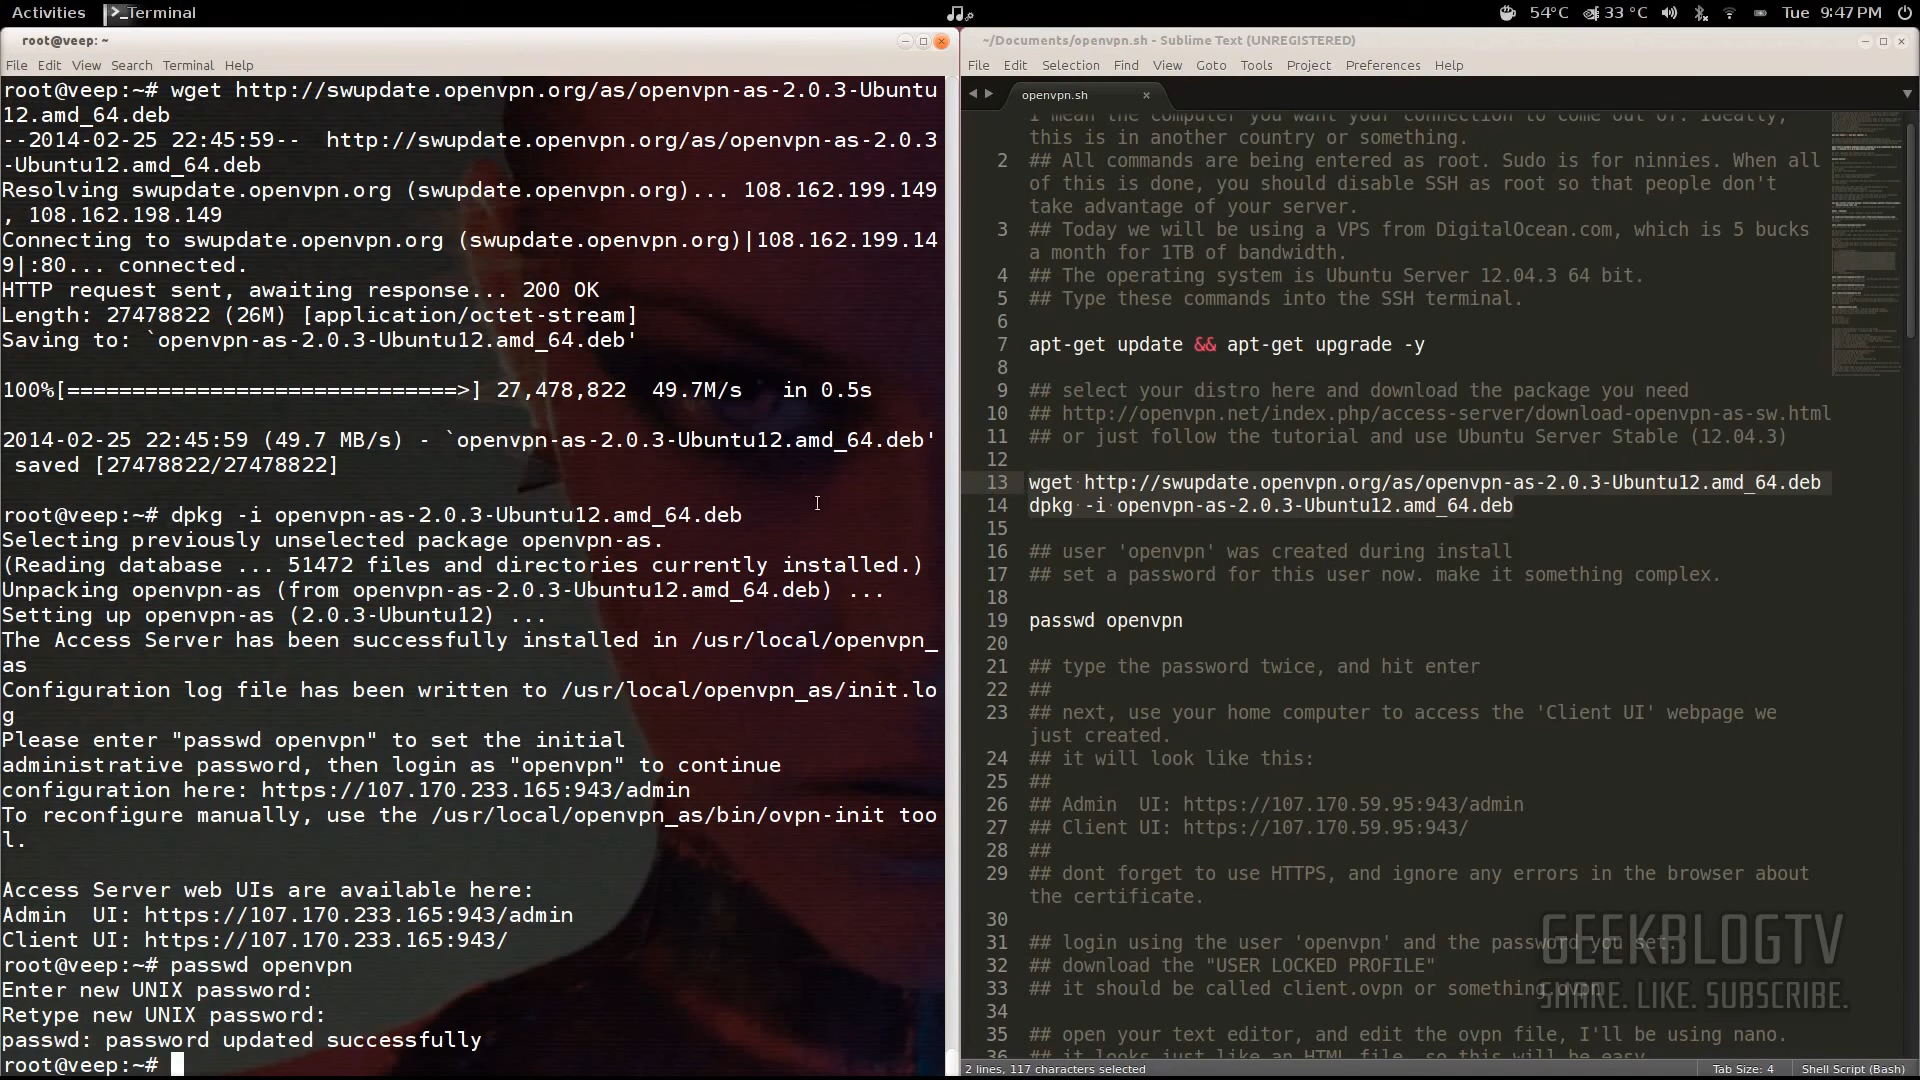 Activities
Terminal
54°C
33 °C
Tue 9:47 PM
root@veep: ~
File Edit View Search Terminal Help
root@veep:~# wget http://swupdate.openvpn.org/as/openvpn-as-2.0.3-Ubuntu
12.amd_64.deb
--2014-02-25 22:45:59--  http://swupdate.openvpn.org/as/openvpn-as-2.0.3
-Ubuntu12.amd_64.deb
Resolving swupdate.openvpn.org (swupdate.openvpn.org)... 108.162.199.149
, 108.162.198.149
Connecting to swupdate.openvpn.org (swupdate.openvpn.org)|108.162.199.14
9|:80... connected.
HTTP request sent, awaiting response... 200 OK
Length: 27478822 (26M) [application/octet-stream]
Saving to: `openvpn-as-2.0.3-Ubuntu12.amd_64.deb'
100%[==============================>] 27,478,822  49.7M/s   in 0.5s
2014-02-25 22:45:59 (49.7 MB/s) - `openvpn-as-2.0.3-Ubuntu12.amd_64.deb'
saved [27478822/27478822]
root@veep:~# dpkg -i openvpn-as-2.0.3-Ubuntu12.amd_64.deb
Selecting previously unselected package openvpn-as.
(Reading database ... 51472 files and directories currently installed.)
Unpacking openvpn-as (from openvpn-as-2.0.3-Ubuntu12.amd_64.deb) ...
Setting up openvpn-as (2.0.3-Ubuntu12) ...
The Access Server has been successfully installed in /usr/local/openvpn_
as
Configuration log file has been written to /usr/local/openvpn_as/init.lo
g
Please enter "passwd openvpn" to set the initial
administrative password, then login as "openvpn" to continue
configuration here: https://107.170.233.165:943/admin
To reconfigure manually, use the /usr/local/openvpn_as/bin/ovpn-init too
l.
Access Server web UIs are available here:
Admin  UI: https://107.170.233.165:943/admin
Client UI: https://107.170.233.165:943/
root@veep:~# passwd openvpn
Enter new UNIX password:
Retype new UNIX password:
passwd: password updated successfully
root@veep:~#
~/Documents/openvpn.sh - Sublime Text (UNREGISTERED)
File Edit Selection Find View Goto Tools Project Preferences Help
openvpn.sh
I mean the computer you want your connection to come out of. Ideally,
this is in another country or something.
2 ## All commands are being entered as root. Sudo is for ninnies. When all
of this is done, you should disable SSH as root so that people don't
take advantage of your server.
3 ## Today we will be using a VPS from DigitalOcean.com, which is 5 bucks
a month for 1TB of bandwidth.
4 ## The operating system is Ubuntu Server 12.04.3 64 bit.
5 ## Type these commands into the SSH terminal.
6
7 apt-get update && apt-get upgrade -y
8
9 ## select your distro here and download the package you need
10 ## http://openvpn.net/index.php/access-server/download-openvpn-as-sw.html
11 ## or just follow the tutorial and use Ubuntu Server Stable (12.04.3)
12
13 wget http://swupdate.openvpn.org/as/openvpn-as-2.0.3-Ubuntu12.amd_64.deb
14 dpkg -i openvpn-as-2.0.3-Ubuntu12.amd_64.deb
15
16 ## user 'openvpn' was created during install
17 ## set a password for this user now. make it something complex.
18
19 passwd openvpn
20
21 ## type the password twice, and hit enter
22 ##
23 ## next, use your home computer to access the 'Client UI' webpage we
just created.
24 ## it will look like this:
25 ##
26 ## Admin  UI: https://107.170.59.95:943/admin
27 ## Client UI: https://107.170.59.95:943/
28 ##
29 ## dont forget to use HTTPS, and ignore any errors in the browser about
the certificate.
30
31 ## login using the user 'openvpn' and the password you set.
32 ## download the "USER LOCKED PROFILE"
33 ## it should be called client.ovpn or something.ovpn
34
35 ## open your text editor, and edit the ovpn file, I'll be using nano.
36 ## it looks just like an HTML file, so this will be easy
GEEKBLOGTV
SHARE. LIKE. SUBSCRIBE.
2 lines, 117 characters selected
Tab Size: 4
Shell Script (Bash)